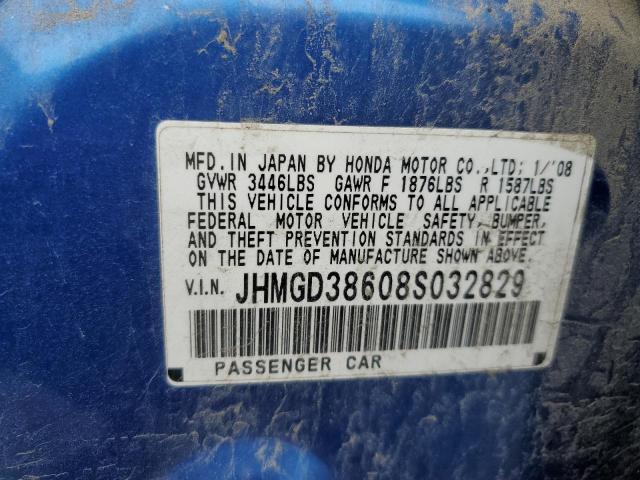 MFD. IN JAPAN BY HONDA MOTOR CO.,LTD; 1/'08
GVWR 3446LBS GAWR F 1876LBS R 1587LBS
THIS VEHICLE CONFORMS TO ALL APPLICABLE
FEDERAL MOTOR VEHICLE SAFETY, BUMPER,
AND THEFT PREVENTION STANDARDS IN EFFECT
ON THE DATE OF MANUFACTURE SHOWN ABOVE.
V.I.N. JHMGD38608S032829
PASSENGER CAR